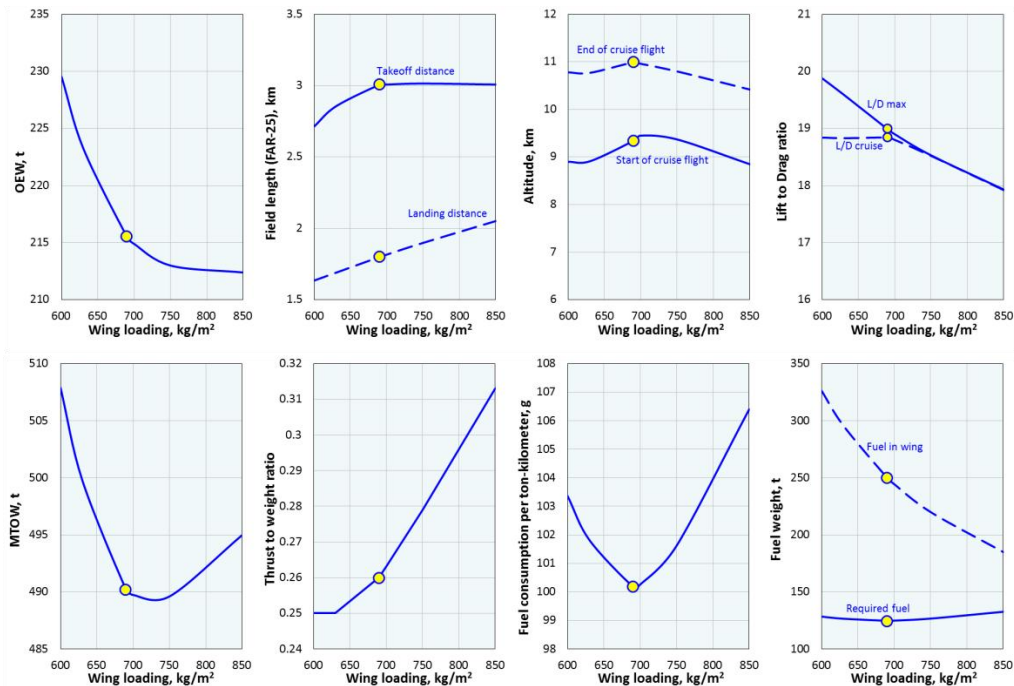 OEW, t
235
230
225
220
215
210
600 650 700 750 800 850
Wing loading, kg/m²
Field length (FAR-25), km
3.5
3
2.5
2
1.5
Takeoff distance
Landing distance
600 650 700 750 800 850
Wing loading, kg/m²
Altitude, km
12
11
10
9
8
7
6
End of cruise flight
Start of cruise flight
600 650 700 750 800 850
Wing loading, kg/m²
Lift to Drag ratio
21
20
19
18
17
16
L/D max
L/D cruise
600 650 700 750 800 850
Wing loading, kg/m²
MTOW, t
510
505
500
495
490
485
600 650 700 750 800 850
Wing loading, kg/m²
Thrust to weight ratio
0.32
0.31
0.3
0.29
0.28
0.27
0.26
0.25
0.24
600 650 700 750 800 850
Wing loading, kg/m²
Fuel consumption per ton-kilometer, g
108
107
106
105
104
103
102
101
100
99
98
600 650 700 750 800 850
Wing loading, kg/m²
Fuel weight, t
350
300
250
200
150
100
Fuel in wing
Required fuel
600 650 700 750 800 850
Wing loading, kg/m²